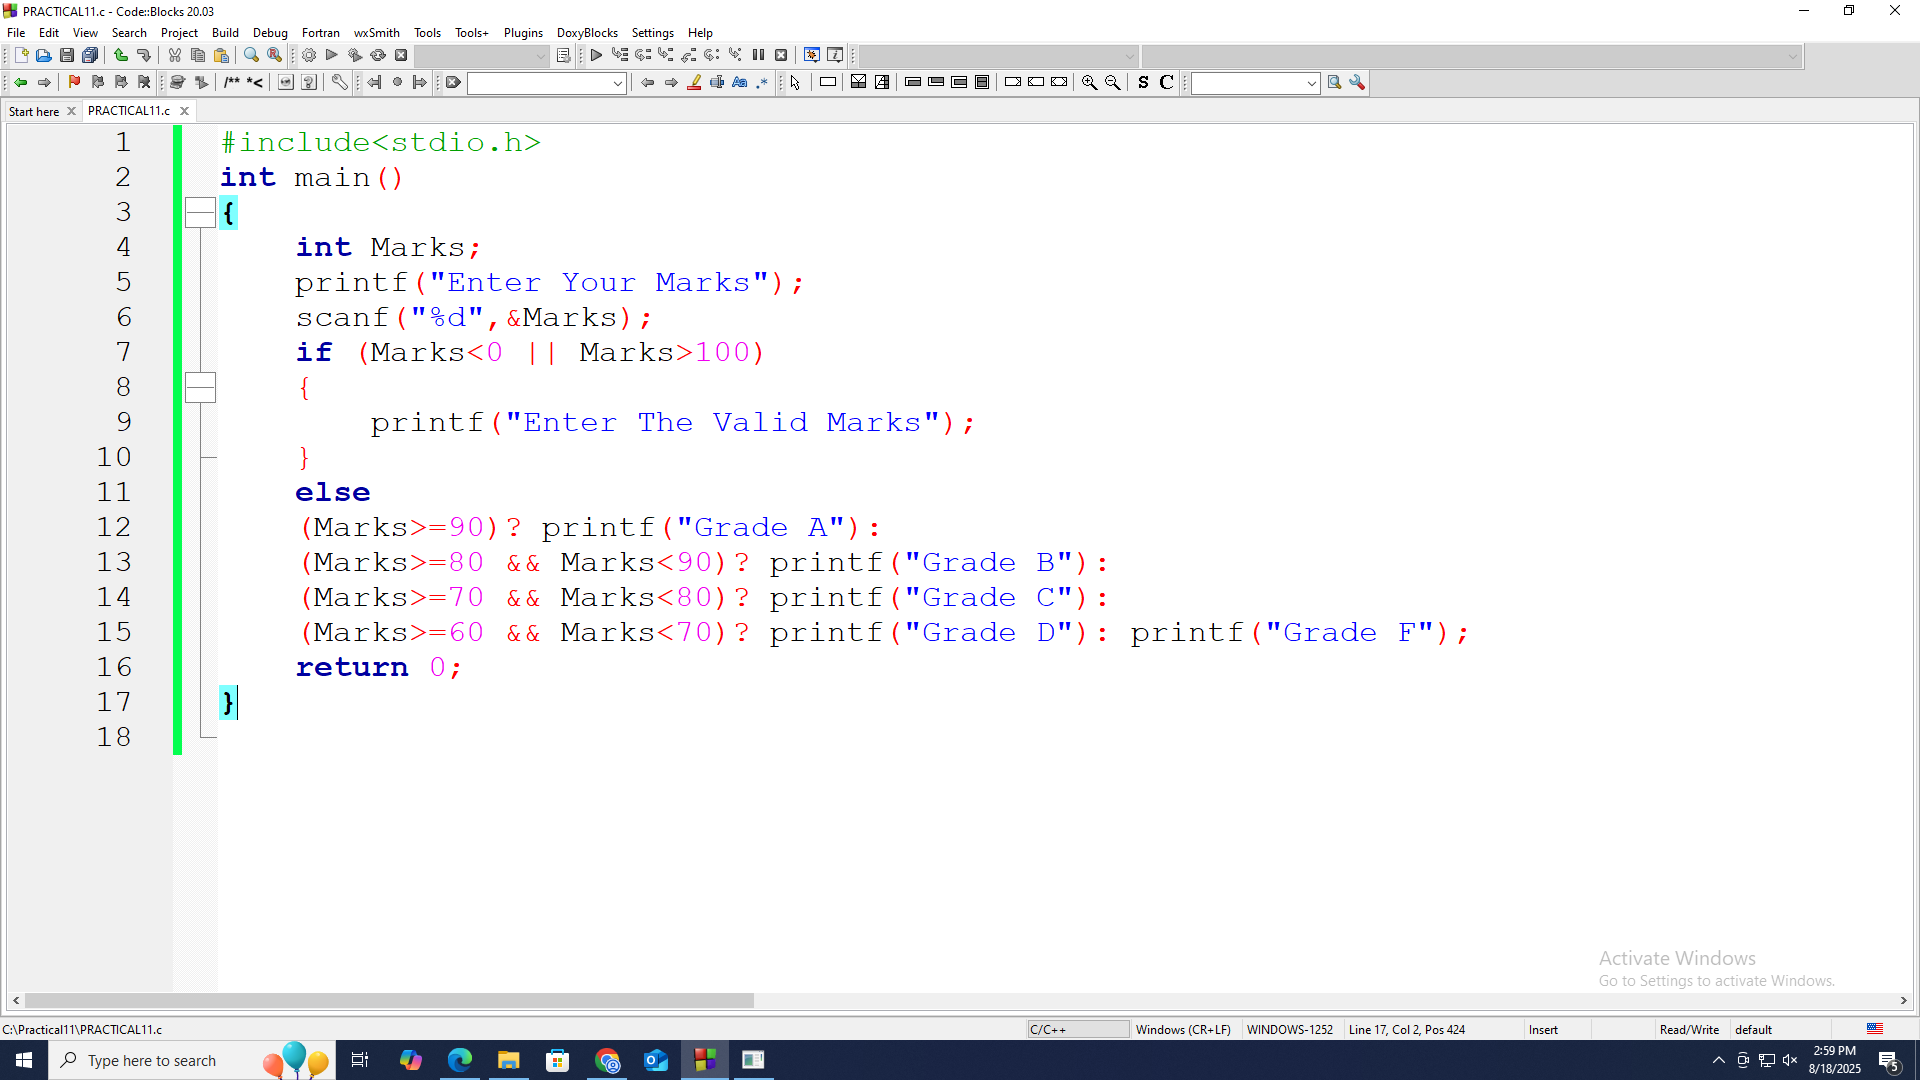 PRACTICAL11.c - Code::Blocks 20.03
File Edit View Search Project Build Debug Fortran wxSmith Tools Tools+ Plugins DoxyBlocks Settings Help
/** *< Aa .* S C
Start here PRACTICAL11.c
1 #include<stdio.h>
2 int main()
3 {
4 int Marks;
5 printf("Enter Your Marks");
6 scanf("%d",&Marks);
7 if (Marks<0 || Marks>100)
8 {
9 printf("Enter The Valid Marks");
10 }
11 else
12 (Marks>=90)? printf("Grade A"):
13 (Marks>=80 && Marks<90)? printf("Grade B"):
14 (Marks>=70 && Marks<80)? printf("Grade C"):
15 (Marks>=60 && Marks<70)? printf("Grade D"): printf("Grade F");
16 return 0;
17 }
18
Activate Windows
Go to Settings to activate Windows.
C:\Practical11\PRACTICAL11.c C/C++ Windows (CR+LF) WINDOWS-1252 Line 17, Col 2, Pos 424 Insert Read/Write default
Type here to search
2:59 PM
8/18/2025
5